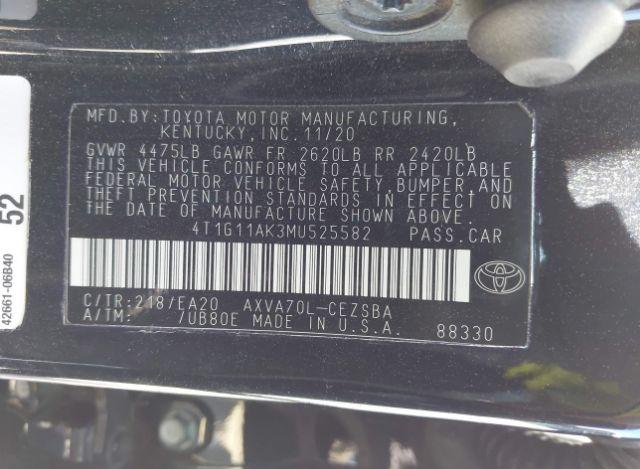 MFD.BY:TOYOTA MOTOR MANUFACTURING,
KENTUCKY,INC.11/20
GVWR 4475LB GAWR FR 2620LB RR 2420LB
THIS VEHICLE CONFORMS TO ALL APPLICABLE
FEDERAL MOTOR VEHICLE SAFETY,BUMPER,AND
THEFT PREVENTION STANDARDS IN EFFECT ON
THE DATE OF MANUFACTURE SHOWN ABOVE.
4T1G11AK3MU525582 PASS.CAR
C/TR:218/EA20 AXVA70L-CEZSBA
A/TM: 7UB80E MADE IN U.S.A. 88330
52
42661-06B40